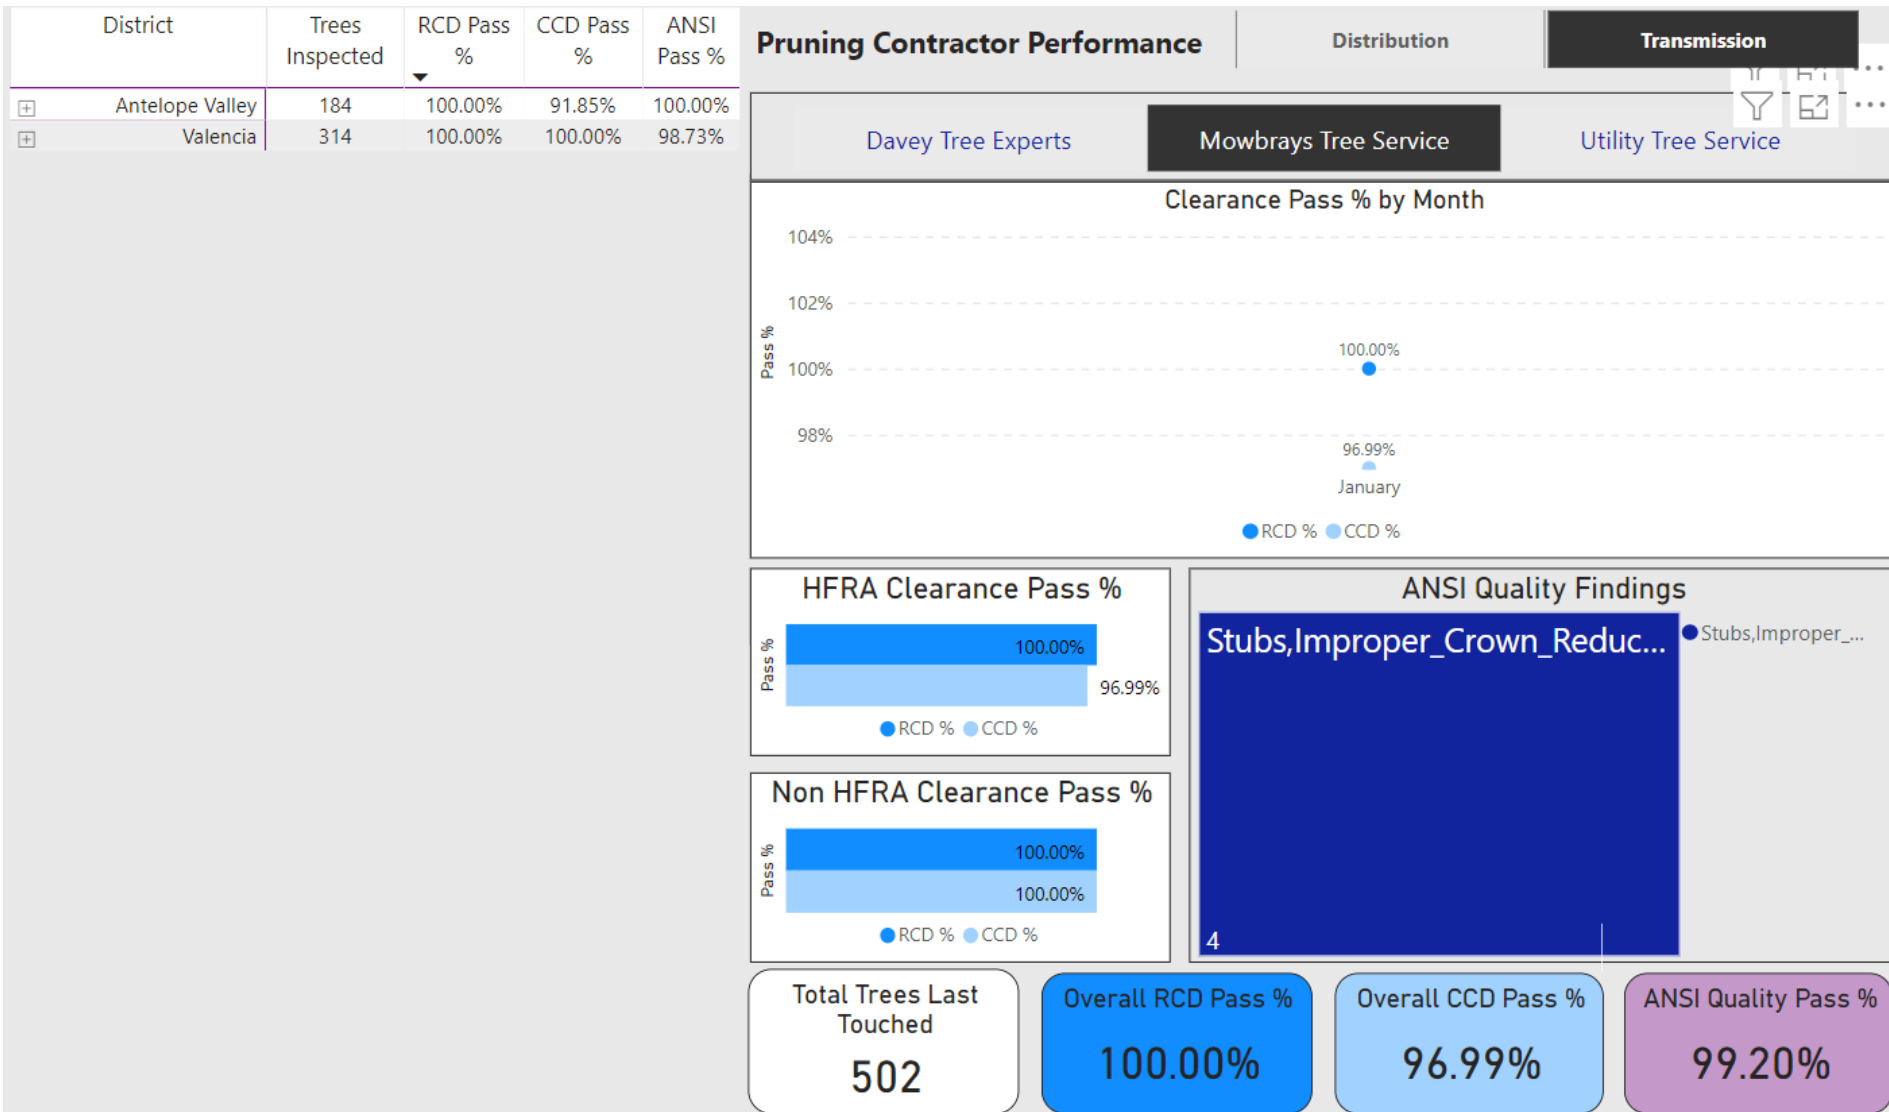 District Trees Inspected RCD Pass % CCD Pass % ANSI Pass %
Antelope Valley 184 100.00% 91.85% 100.00%
Valencia 314 100.00% 100.00% 98.73%
Pruning Contractor Performance
Distribution
Transmission
Davey Tree Experts
Mowbrays Tree Service
Utility Tree Service
Clearance Pass % by Month
104%
102%
100%
98%
Pass %
100.00%
96.99%
January
RCD % CCD %
HFRA Clearance Pass %
Pass %
100.00%
96.99%
RCD % CCD %
Non HFRA Clearance Pass %
Pass %
100.00%
100.00%
RCD % CCD %
ANSI Quality Findings
Stubs,Improper_Crown_Reduc...
4
Stubs,Improper_...
Total Trees Last
Touched
502
Overall RCD Pass %
100.00%
Overall CCD Pass %
96.99%
ANSI Quality Pass %
99.20%